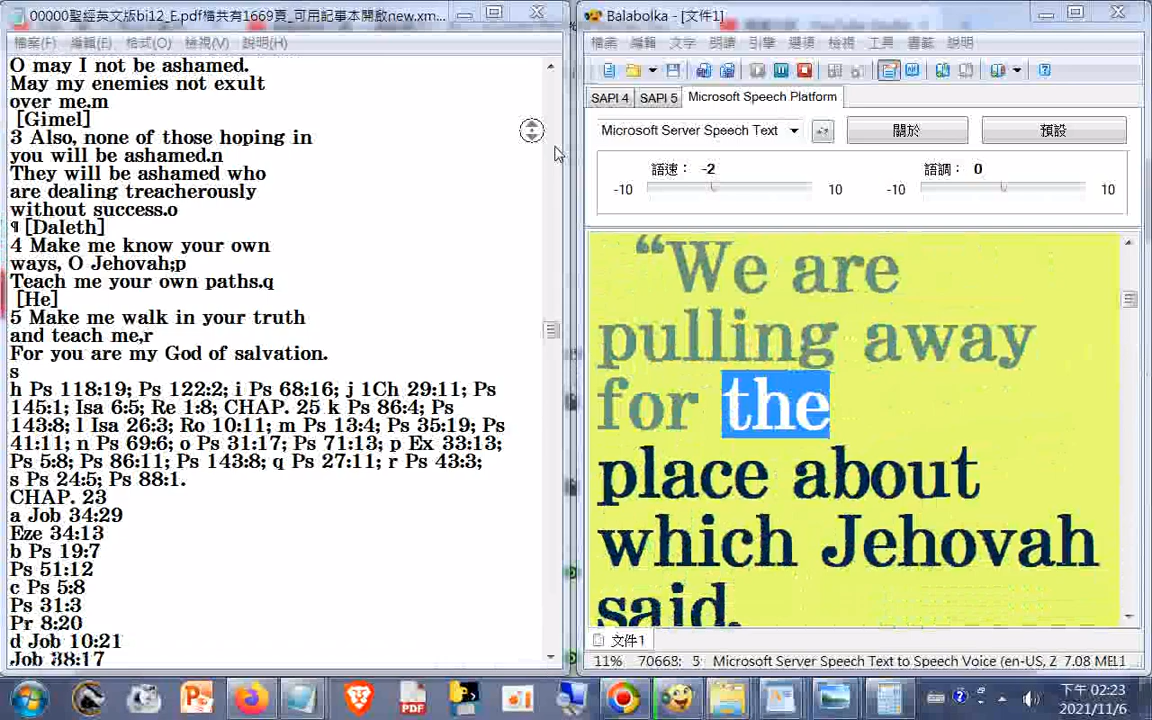 00000聖經英文版bi12_E.pdf檔共有1669頁_可用記事本開啟new.xm...
檔案(F) 編輯(E) 格式(O) 檢視(V) 說明(H)
O may I not be ashamed.
May my enemies not exult
over me,m
[Gimel]
3 Also, none of those hoping in
you will be ashamed.n
They will be ashamed who
are dealing treacherously
without success.o
¶ [Daleth]
4 Make me know your own
ways, O Jehovah;p
Teach me your own paths.q
[He]
5 Make me walk in your truth
and teach me,r
For you are my God of salvation.
s
h Ps 118:19; Ps 122:2; i Ps 68:16; j 1Ch 29:11; Ps
145:1; Isa 6:5; Re 1:8; CHAP. 25 k Ps 86:4; Ps
143:8; l Isa 26:3; Ro 10:11; m Ps 13:4; Ps 35:19; Ps
41:11; n Ps 69:6; o Ps 31:17; Ps 71:13; p Ex 33:13;
Ps 5:8; Ps 86:11; Ps 143:8; q Ps 27:11; r Ps 43:3;
s Ps 24:5; Ps 88:1.
CHAP. 23
a Job 34:29
Eze 34:13
b Ps 19:7
Ps 51:12
c Ps 5:8
Ps 31:3
Pr 8:20
d Job 10:21
Job 38:17
Balabolka - [文件1]
檔案 編輯 文字 朗讀 引擎 選項 檢視 工具 書籤 說明
SAPI 4 SAPI 5 Microsoft Speech Platform
Microsoft Server Speech Text 關於 預設
語速： -2 語調： 0
-10 10 -10 10
“We are
pulling away
for the
place about
which Jehovah
said,
文件1
11% 70668: 5 Microsoft Server Speech Text to Speech Voice (en-US, Z 7.08 ME
下午 02:23
2021/11/6